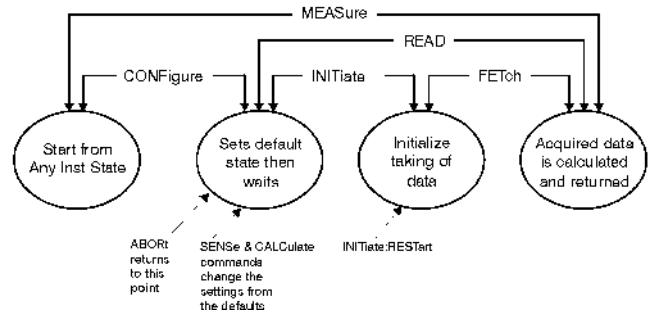 MEASure
READ
CONFigure
INITiate
FETch
Start from
Any Inst State
Sets default
state then
waits
Initialize
taking of
data
Acquired data
is calculated
and returned
ABORt
returns
to this
point
SENSe & CALCulate
commands
change the
settings from
the defaults
INITiate:RESTart